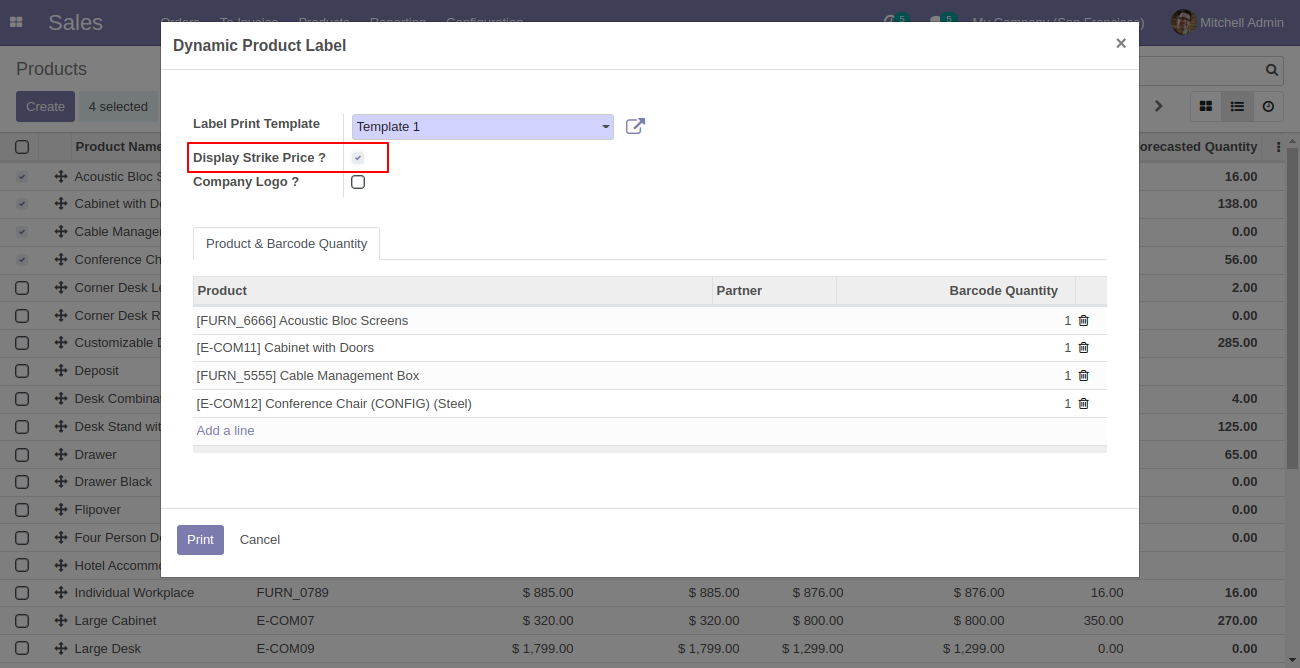 Sales Orders To Invoice Products Reporting Configuration 5 5 My Company (San Francisco) Mitchell Admin
Dynamic Product Label ×
Products
Create 4 selected
Label Print Template Template 1
Display Strike Price ?
Company Logo ?
Product & Barcode Quantity
Product Partner Barcode Quantity
[FURN_6666] Acoustic Bloc Screens 1
[E-COM11] Cabinet with Doors 1
[FURN_5555] Cable Management Box 1
[E-COM12] Conference Chair (CONFIG) (Steel) 1
Add a line
Print Cancel
Product Name orecasted Quantity
Acoustic Bloc S 16.00
Cabinet with Do 138.00
Cable Manager 0.00
Conference Ch 56.00
Corner Desk Le 2.00
Corner Desk R 0.00
Customizable D 285.00
Deposit
Desk Combina 4.00
Desk Stand wit 125.00
Drawer 65.00
Drawer Black 0.00
Flipover 0.00
Four Person De 0.00
Hotel Accommo
Individual Workplace FURN_0789 $ 885.00 $ 885.00 $ 876.00 $ 876.00 16.00 16.00
Large Cabinet E-COM07 $ 320.00 $ 320.00 $ 800.00 $ 800.00 350.00 270.00
Large Desk E-COM09 $ 1,799.00 $ 1,799.00 $ 1,299.00 $ 1,299.00 0.00 0.00